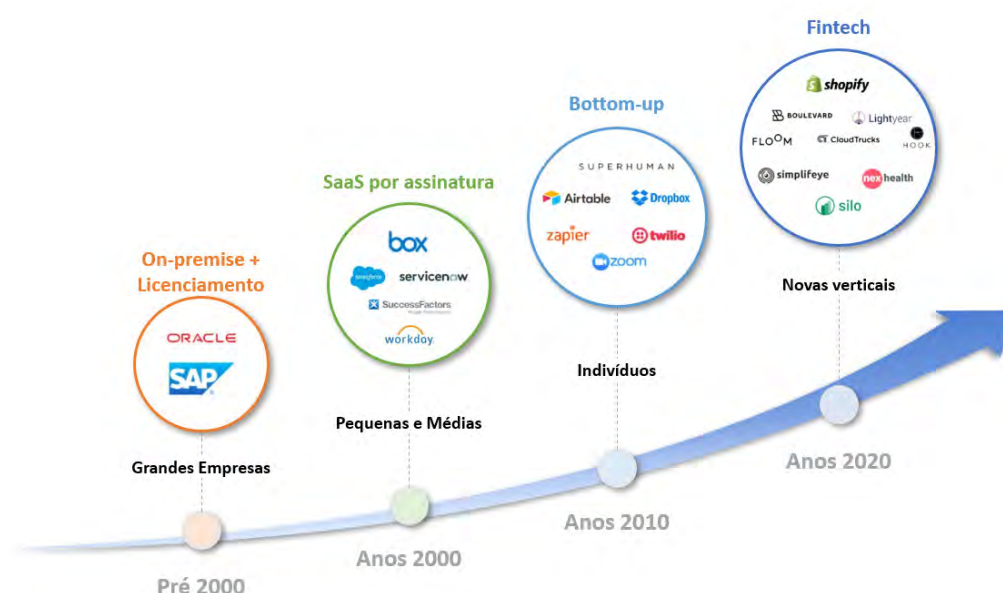 Fintech
shopify
BOULEVARD
Lightyear
FLOOM
CloudTrucks
HOOK
simplifeye
nex health
silo
Novas verticais
Anos 2020
Bottom-up
SUPERHUMAN
Airtable
Dropbox
zapier
twilio
zoom
Indivíduos
Anos 2010
SaaS por assinatura
box
salesforce
servicenow
SuccessFactors
workday
Pequenas e Médias
Anos 2000
On-premise +
Licenciamento
ORACLE
SAP
Grandes Empresas
Pré 2000